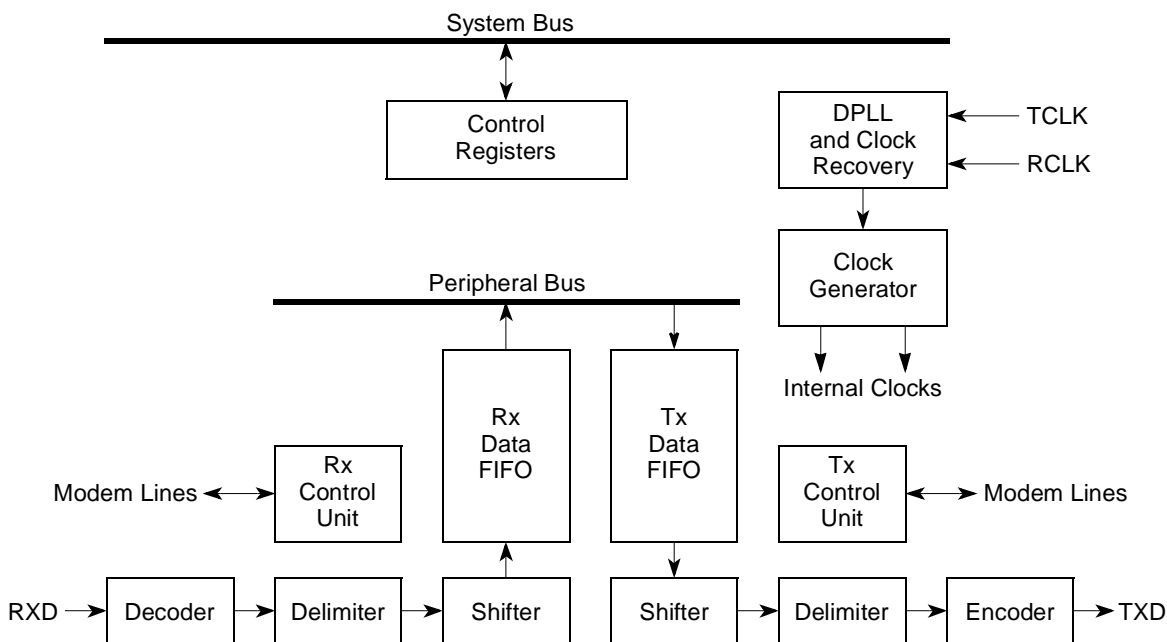 System Bus
Control
Registers
DPLL
and Clock
Recovery
TCLK
RCLK
Clock
Generator
Internal Clocks
Peripheral Bus
Rx
Data
FIFO
Tx
Data
FIFO
Modem Lines
Rx
Control
Unit
Tx
Control
Unit
Modem Lines
RXD
Decoder
Delimiter
Shifter
Shifter
Delimiter
Encoder
TXD